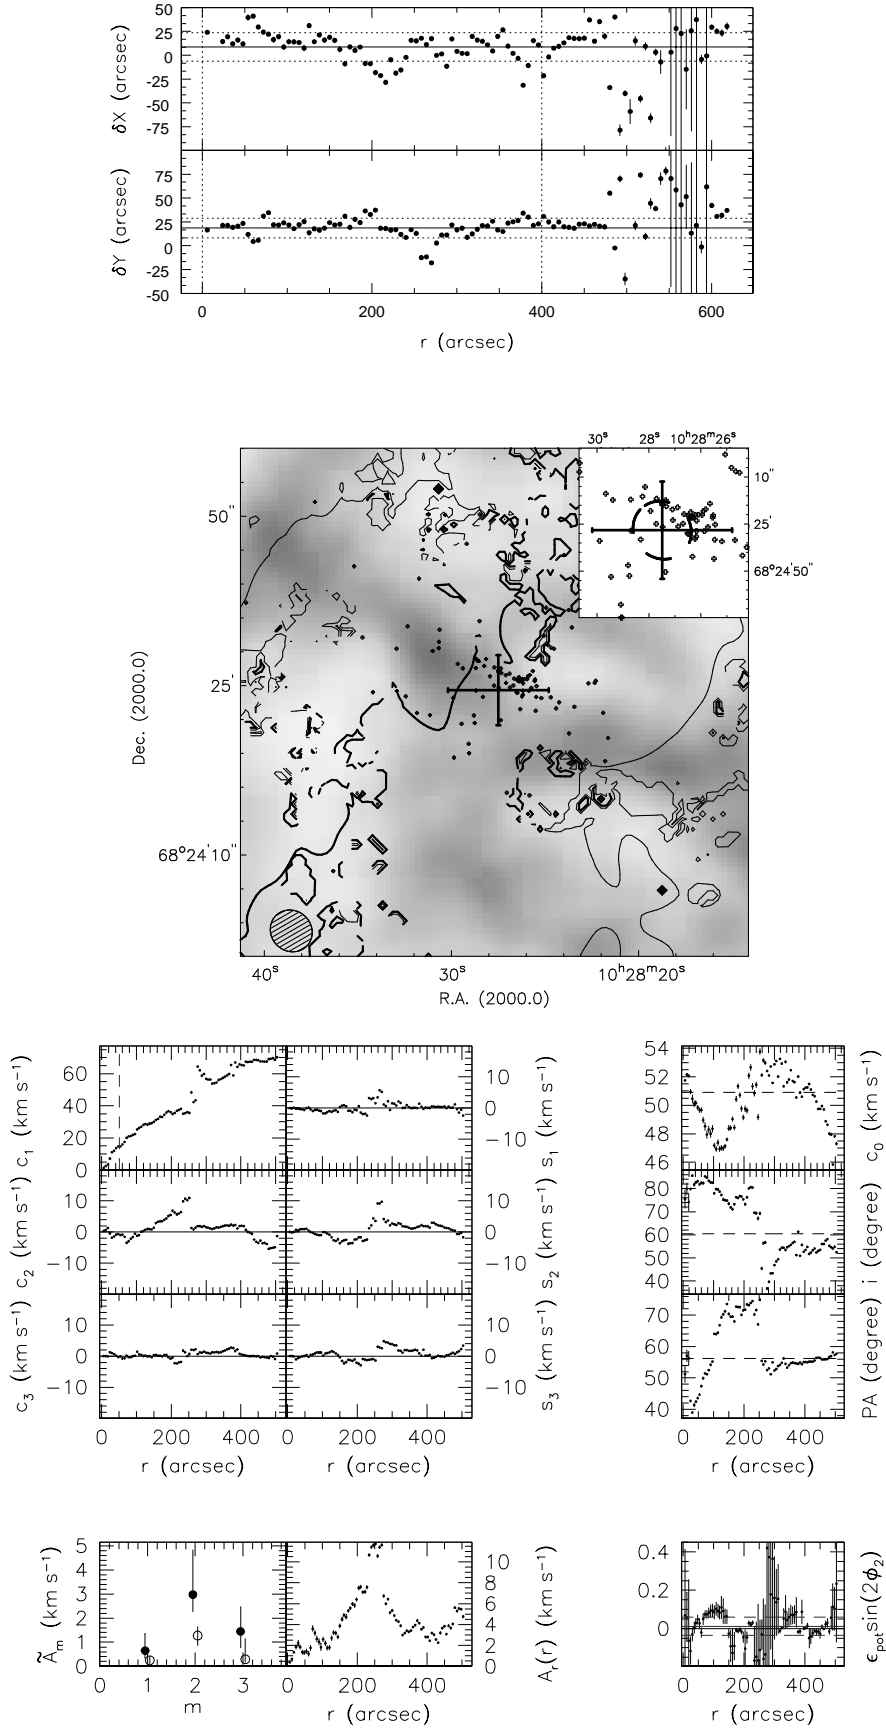 50
25
0
-25
-50
-75
δX (arcsec)
75
50
25
0
-25
-50
δY (arcsec)
0 200 400 600
r (arcsec)
30ˢ 28ˢ 10ʰ28ᵐ26ˢ
10"
25'
68°24'50"
50"
25'
68°24'10"
Dec. (2000.0)
40ˢ 30ˢ 10ʰ28ᵐ20ˢ
R.A. (2000.0)
60
40
20
0
c₁ (km s⁻¹)
10
0
−10
s₁ (km s⁻¹)
54
52
50
48
46
c₀ (km s⁻¹)
10
0
−10
c₂ (km s⁻¹)
10
0
−10
s₂ (km s⁻¹)
80
70
60
50
40
i (degree)
10
0
−10
c₃ (km s⁻¹)
10
0
−10
s₃ (km s⁻¹)
70
60
50
40
PA (degree)
0 200 400
r (arcsec)
0 200 400
r (arcsec)
0 200 400
r (arcsec)
5
4
3
2
1
0
Ãₘ (km s⁻¹)
1 2 3
m
10
8
6
4
2
0
Aᵣ(r) (km s⁻¹)
0 200 400
r (arcsec)
0.4
0.2
0
ϵpotsin(2ϕ₂)
0 200 400
r (arcsec)